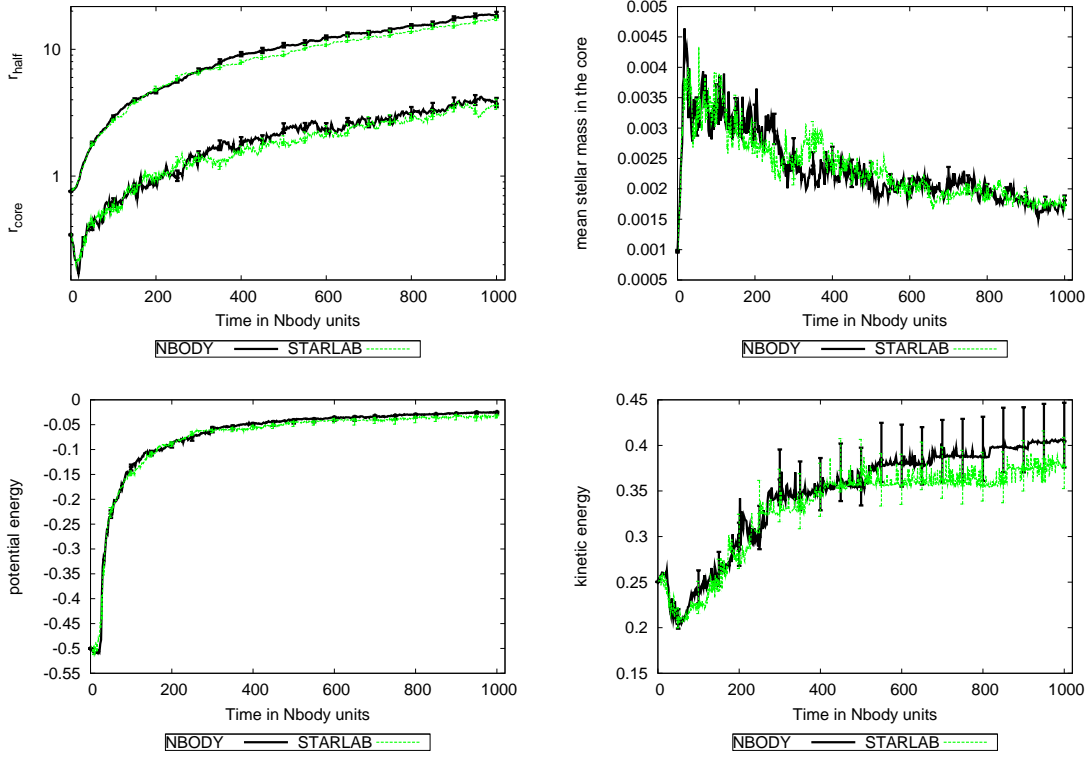 r_core r_half
10
1
0 200 400 600 800 1000
Time in Nbody units
NBODY STARLAB
mean stellar mass in the core
0.005
0.0045
0.004
0.0035
0.003
0.0025
0.002
0.0015
0.001
0.0005
0 200 400 600 800 1000
Time in Nbody units
NBODY STARLAB
potential energy
0
-0.05
-0.1
-0.15
-0.2
-0.25
-0.3
-0.35
-0.4
-0.45
-0.5
-0.55
0 200 400 600 800 1000
Time in Nbody units
NBODY STARLAB
kinetic energy
0.45
0.4
0.35
0.3
0.25
0.2
0.15
0 200 400 600 800 1000
Time in Nbody units
NBODY STARLAB